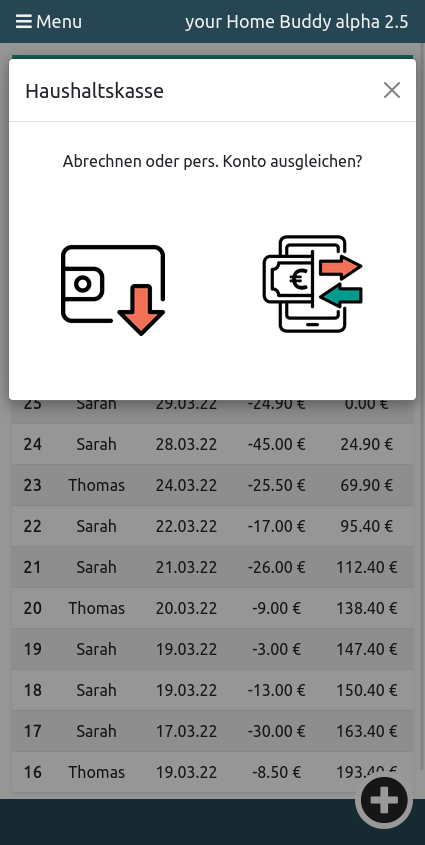 Menu your Home Buddy alpha 2.5
Haushaltskasse
Abrechnen oder pers. Konto ausgleichen?
€
25 Sarah 29.03.22 -24.90 € 0.00 €
24 Sarah 28.03.22 -45.00 € 24.90 €
23 Thomas 24.03.22 -25.50 € 69.90 €
22 Sarah 22.03.22 -17.00 € 95.40 €
21 Sarah 21.03.22 -26.00 € 112.40 €
20 Thomas 20.03.22 -9.00 € 138.40 €
19 Sarah 19.03.22 -3.00 € 147.40 €
18 Sarah 19.03.22 -13.00 € 150.40 €
17 Sarah 17.03.22 -30.00 € 163.40 €
16 Thomas 19.03.22 -8.50 € 193.40 €